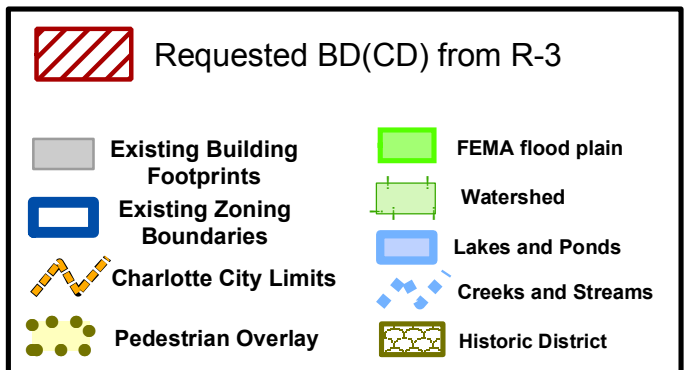 Requested BD(CD) from R-3
Existing Building
Footprints
Existing Zoning
Boundaries
Charlotte City Limits
Pedestrian Overlay
FEMA flood plain
Watershed
Lakes and Ponds
Creeks and Streams
Historic District